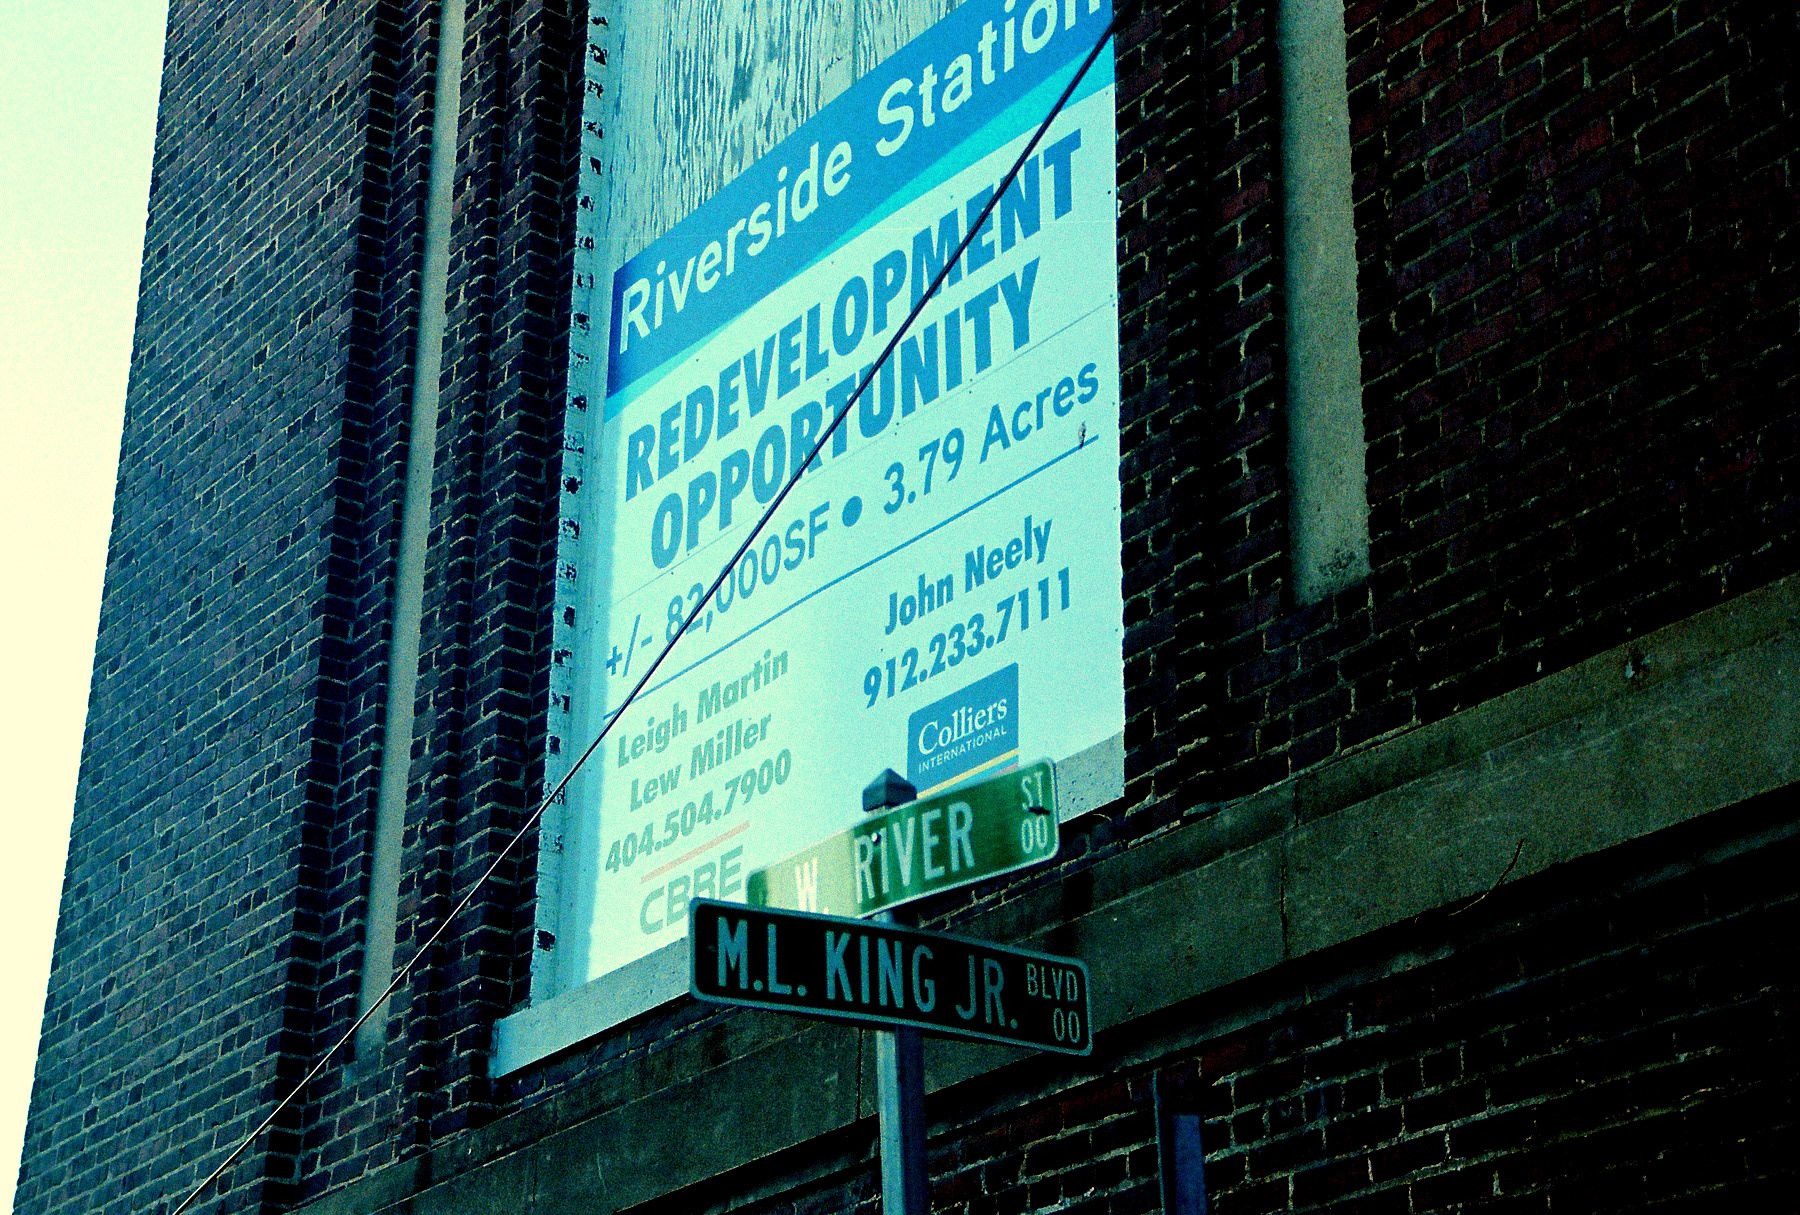 Riverside Station
REDEVELOPMENT
OPPORTUNITY
+/- 82,000SF • 3.79 Acres
Leigh Martin
Lew Miller
404.504.7900
CBRE
John Neely
912.233.7111
Colliers
INTERNATIONAL
W. RIVER ST 00
M.L. KING JR. BLVD 00